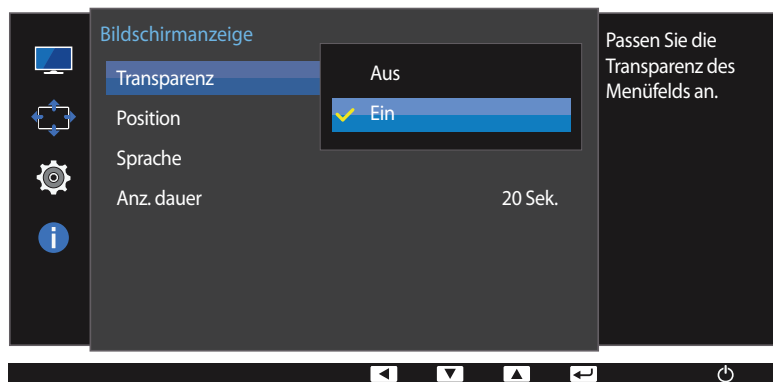 Bildschirmanzeige
Transparenz
Aus
Ein
Position
Sprache
Anz. dauer 20 Sek.
Passen Sie die
Transparenz des
Menüfelds an.